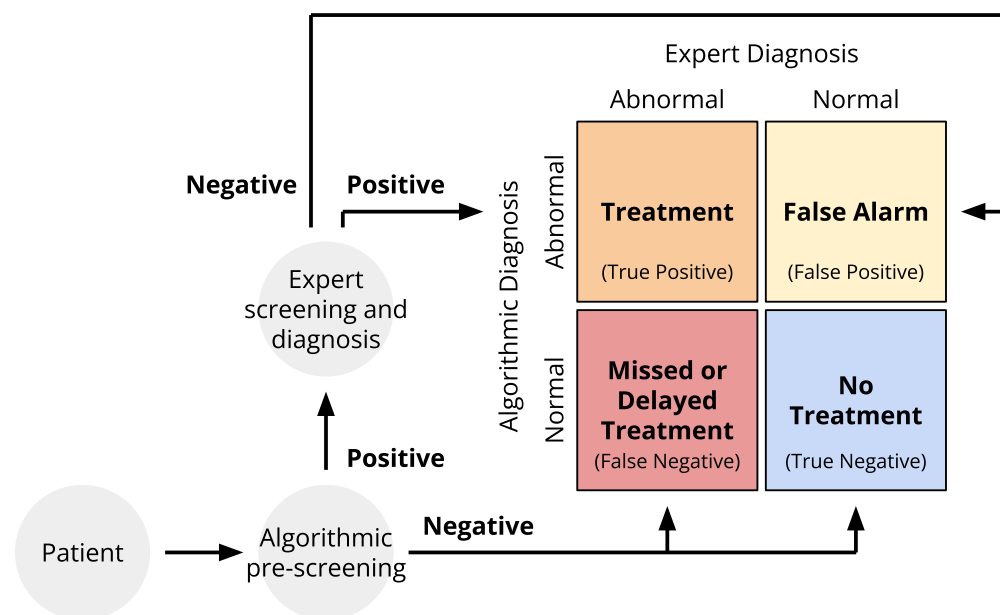 Expert Diagnosis
Abnormal
Normal
Negative
Positive
Algorithmic Diagnosis
Abnormal
Normal
Treatment
(True Positive)
False Alarm
(False Positive)
Expert
screening and
diagnosis
Missed or
Delayed
Treatment
(False Negative)
No
Treatment
(True Negative)
Positive
Negative
Patient
Algorithmic
pre-screening